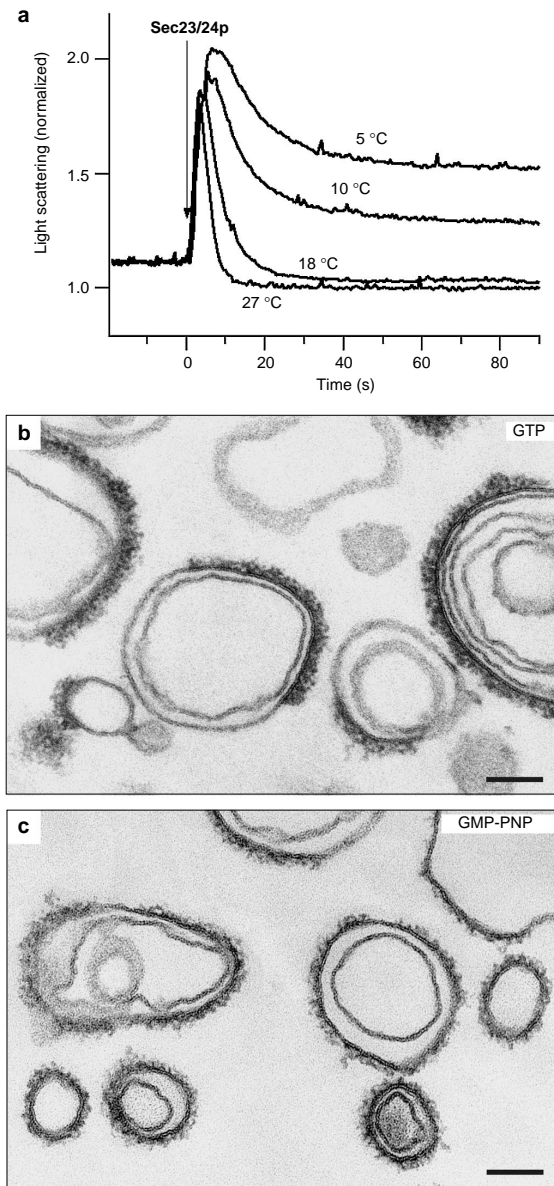 a
Sec23/24p
2.0
Light scattering (normalized)
5 °C
1.5
10 °C
18 °C
1.0
27 °C
0 20 40 60 80
Time (s)
b
GTP
c
GMP-PNP